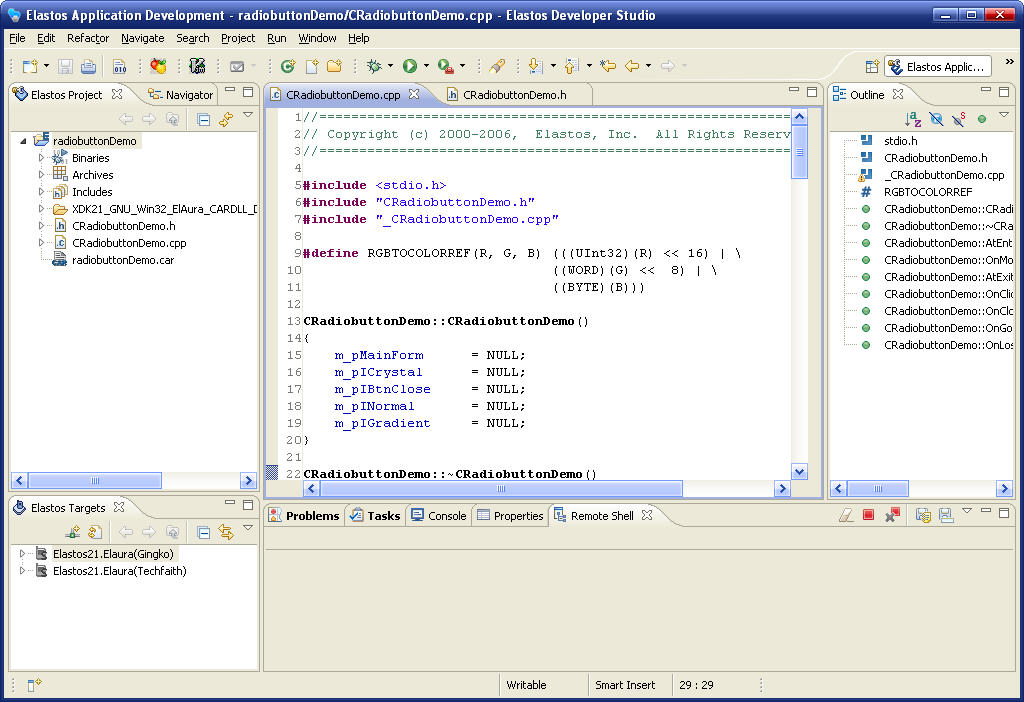 Elastos Application Development - radiobuttonDemo/CRadiobuttonDemo.cpp - Elastos Developer Studio
File Edit Refactor Navigate Search Project Run Window Help
Elastos Applic...
Elastos Project Navigator
radiobuttonDemo
Binaries
Archives
Includes
XDK21_GNU_Win32_ElAura_CARDLL_D
CRadiobuttonDemo.h
CRadiobuttonDemo.cpp
radiobuttonDemo.car
Elastos Targets
Elastos21.Elaura(Gingko)
Elastos21.Elaura(Techfaith)
CRadiobuttonDemo.cpp CRadiobuttonDemo.h
1//==============================================================
2// Copyright (c) 2000-2006, Elastos, Inc. All Rights Reserv
3//==============================================================
4
5#include <stdio.h>
6#include "CRadiobuttonDemo.h"
7#include "_CRadiobuttonDemo.cpp"
8
9#define RGBTOCOLORREF(R, G, B) (((UInt32)(R) << 16) | \
10 ((WORD)(G) << 8) | \
11 ((BYTE)(B)))
12
13CRadiobuttonDemo::CRadiobuttonDemo()
14{
15 m_pMainForm = NULL;
16 m_pICrystal = NULL;
17 m_pIBtnClose = NULL;
18 m_pINormal = NULL;
19 m_pIGradient = NULL;
20}
21
22CRadiobuttonDemo::~CRadiobuttonDemo()
Outline
stdio.h
CRadiobuttonDemo.h
_CRadiobuttonDemo.cpp
RGBTOCOLORREF
CRadiobuttonDemo::CRadi
CRadiobuttonDemo::~CRa
CRadiobuttonDemo::AtEnt
CRadiobuttonDemo::OnMo
CRadiobuttonDemo::AtExit
CRadiobuttonDemo::OnClic
CRadiobuttonDemo::OnClo
CRadiobuttonDemo::OnGo
CRadiobuttonDemo::OnLos
Problems Tasks Console Properties Remote Shell
Writable Smart Insert 29 : 29